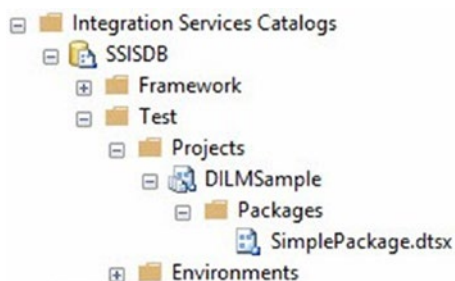 Integration Services Catalogs
SSISDB
Framework
Test
Projects
DILMSample
Packages
SimplePackage.dtsx
Environments